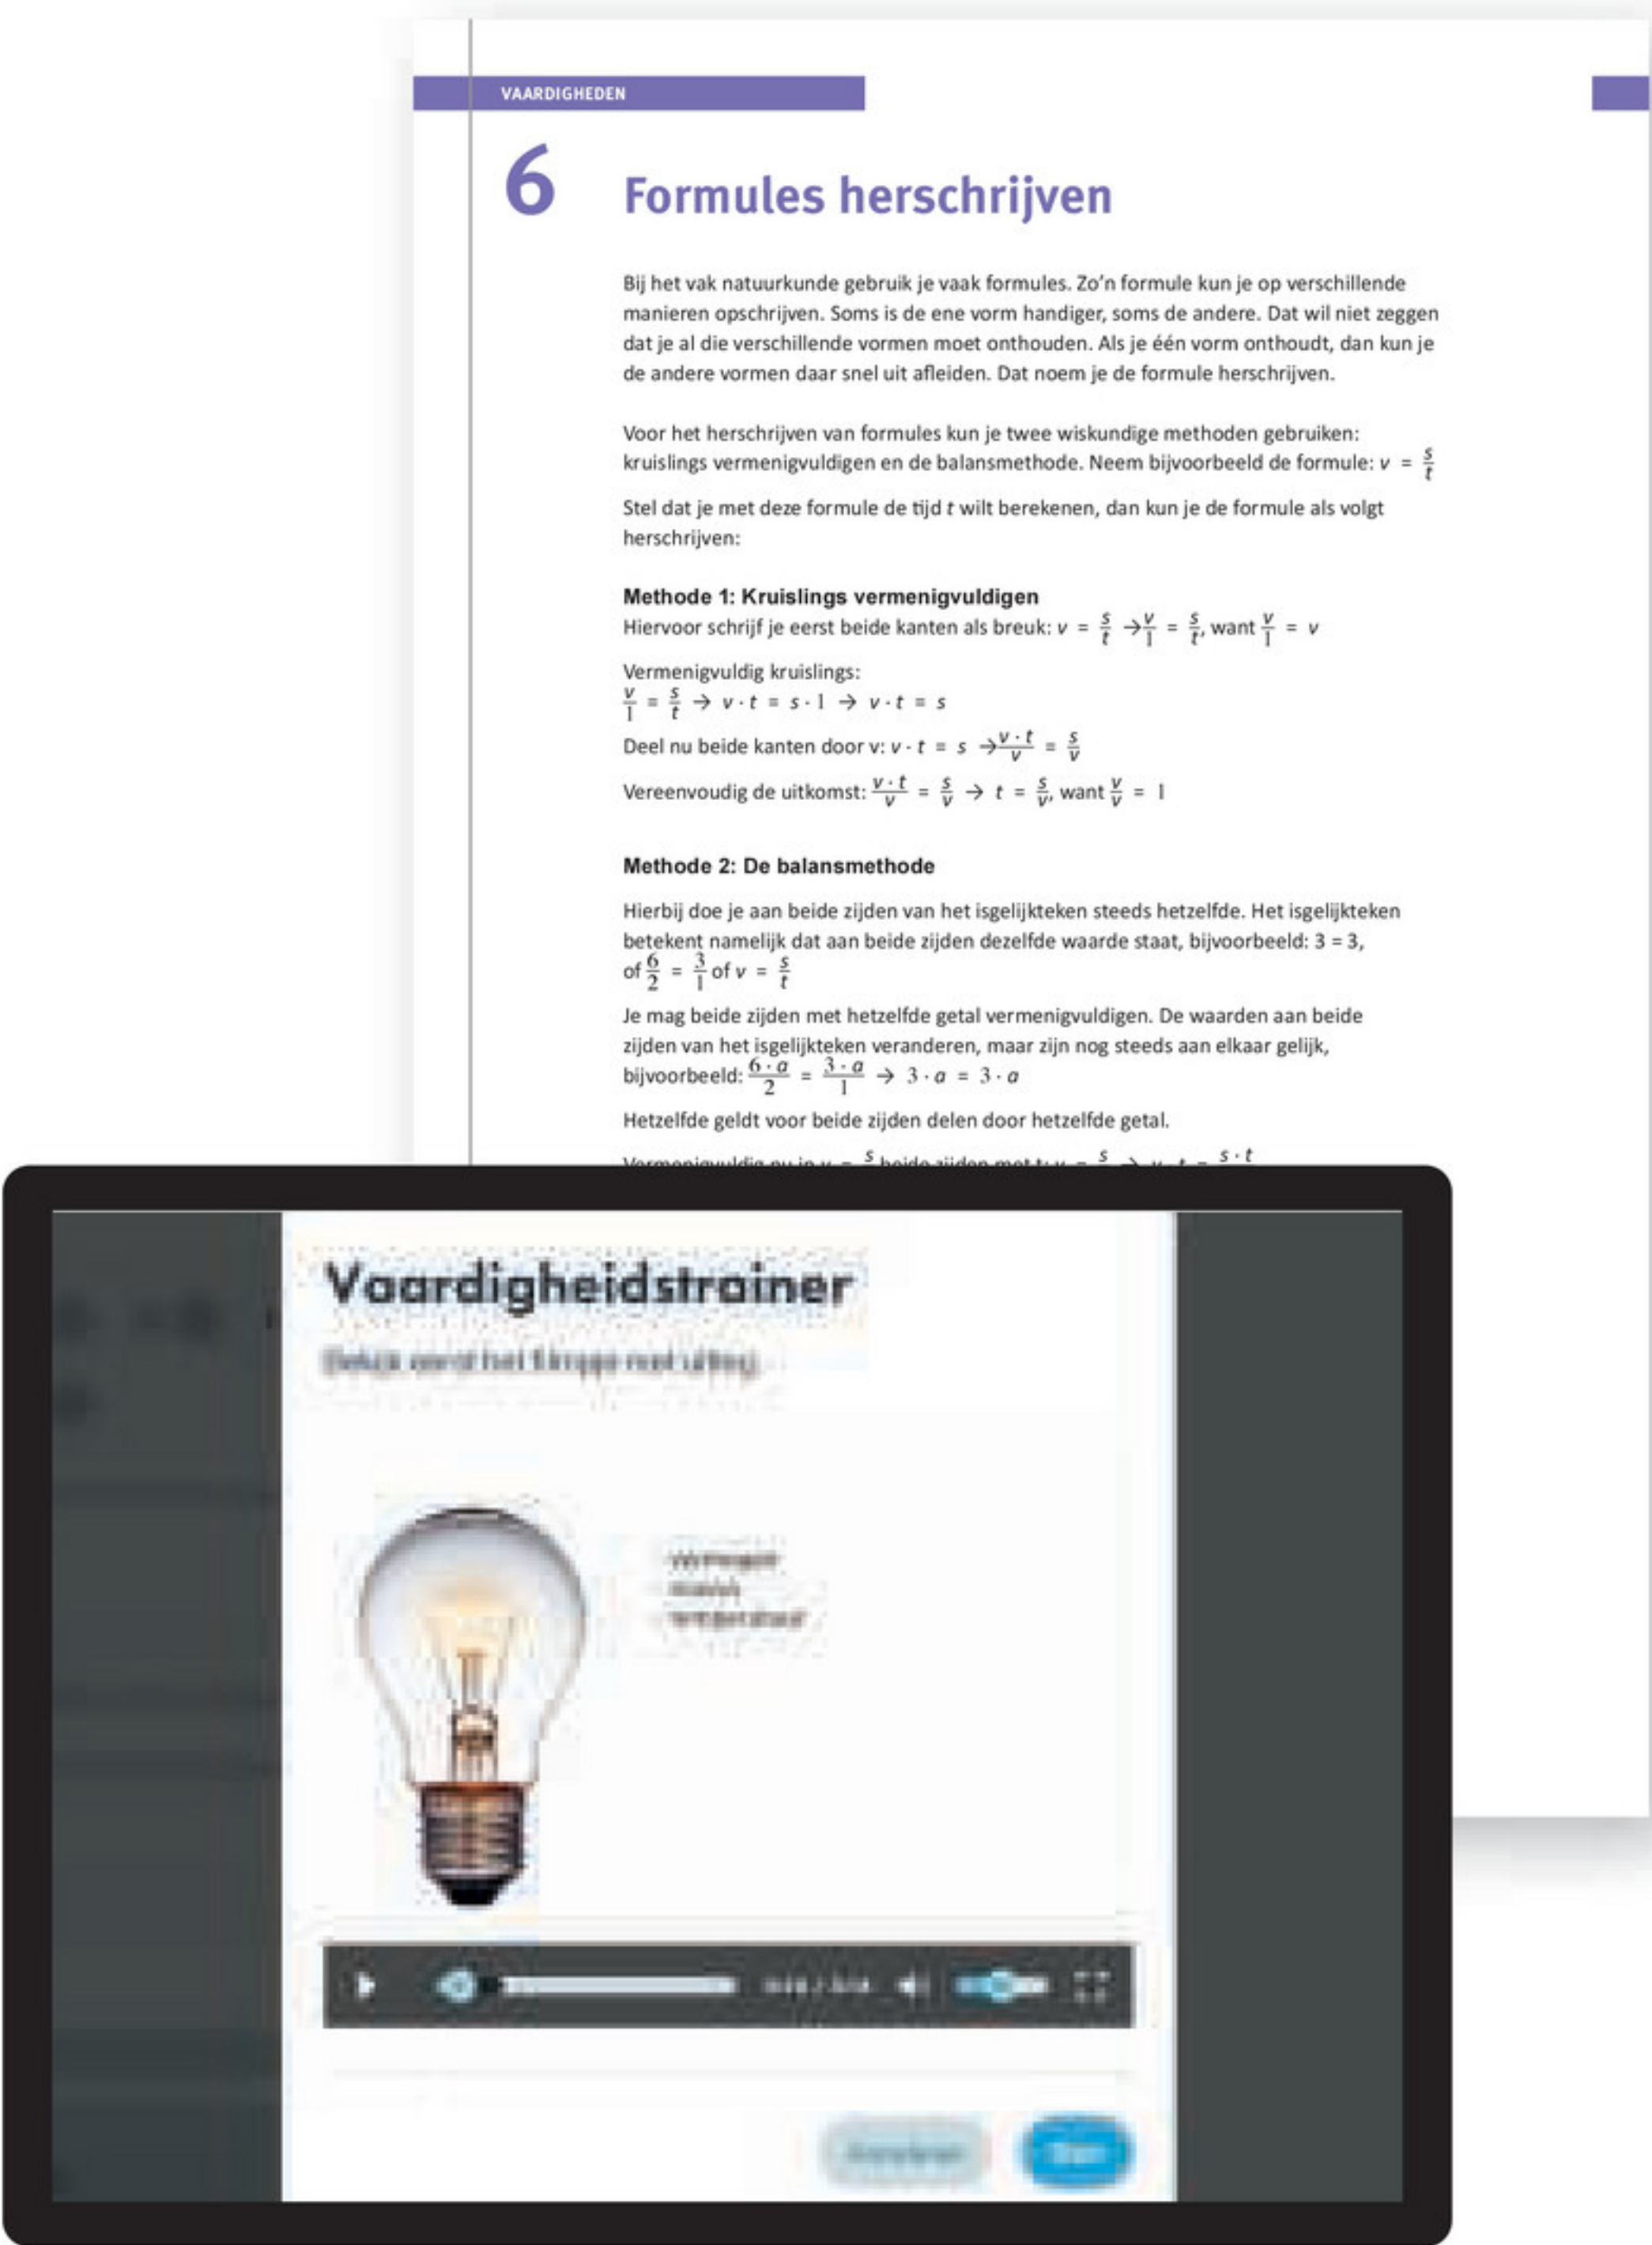 VAARDIGHEDEN
6 Formules herschrijven
Bij het vak natuurkunde gebruik je vaak formules. Zo'n formule kun je op verschillende
manieren opschrijven. Soms is de ene vorm handiger, soms de andere. Dat wil niet zeggen
dat je al die verschillende vormen moet onthouden. Als je één vorm onthoudt, dan kun je
de andere vormen daar snel uit afleiden. Dat noem je de formule herschrijven.
Voor het herschrijven van formules kun je twee wiskundige methoden gebruiken:
kruislings vermenigvuldigen en de balansmethode. Neem bijvoorbeeld de formule: v = s/t
Stel dat je met deze formule de tijd t wilt berekenen, dan kun je de formule als volgt
herschrijven:
Methode 1: Kruislings vermenigvuldigen
Hiervoor schrijf je eerst beide kanten als breuk: v = s/t → v/1 = s/t, want v/1 = v
Vermenigvuldig kruislings:
v/1 = s/t → v · t = s · 1 → v · t = s
Deel nu beide kanten door v: v · t = s → v · t/v = s/v
Vereenvoudig de uitkomst: v · t/v = s/v → t = s/v, want v/v = 1
Methode 2: De balansmethode
Hierbij doe je aan beide zijden van het isgelijkteken steeds hetzelfde. Het isgelijkteken
betekent namelijk dat aan beide zijden dezelfde waarde staat, bijvoorbeeld: 3 = 3,
of 6/2 = 3/1 of v = s/t
Je mag beide zijden met hetzelfde getal vermenigvuldigen. De waarden aan beide
zijden van het isgelijkteken veranderen, maar zijn nog steeds aan elkaar gelijk,
bijvoorbeeld: 6 · a/2 = 3 · a/1 → 3 · a = 3 · a
Hetzelfde geldt voor beide zijden delen door hetzelfde getal.
Vermenigvuldig nu in v = s beide zijden met t: v = s → v · t = s · t
Vaardigheidstrainer